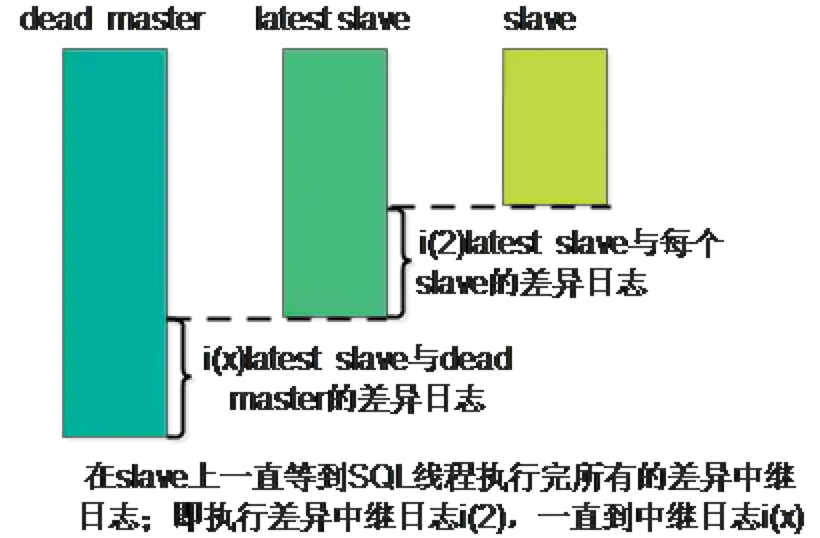 dead master
latest slave
slave
i(2)latest slave与每个
slave的差异日志
i(x)latest slave与dead
master的差异日志
在slave上一直等到SQL线程执行完所有的差异中继
日志；即执行差异中继日志i(2)，一直到中继日志i(x)